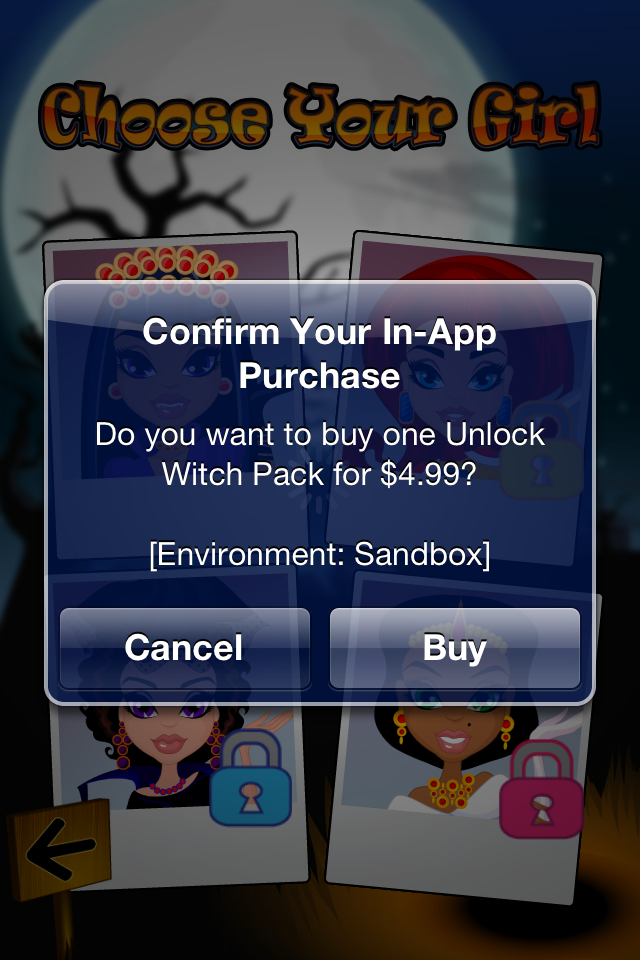 Choose Your Girl
Confirm Your In-App
Purchase
Do you want to buy one Unlock
Witch Pack for $4.99?
[Environment: Sandbox]
Cancel
Buy